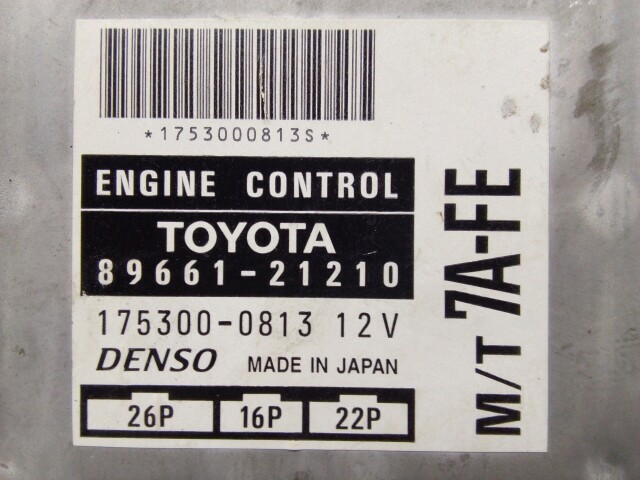 *1753000813S*
ENGINE CONTROL
TOYOTA
89661-21210
175300-0813 12V
DENSO MADE IN JAPAN
26P 16P 22P
M/T 7A-FE